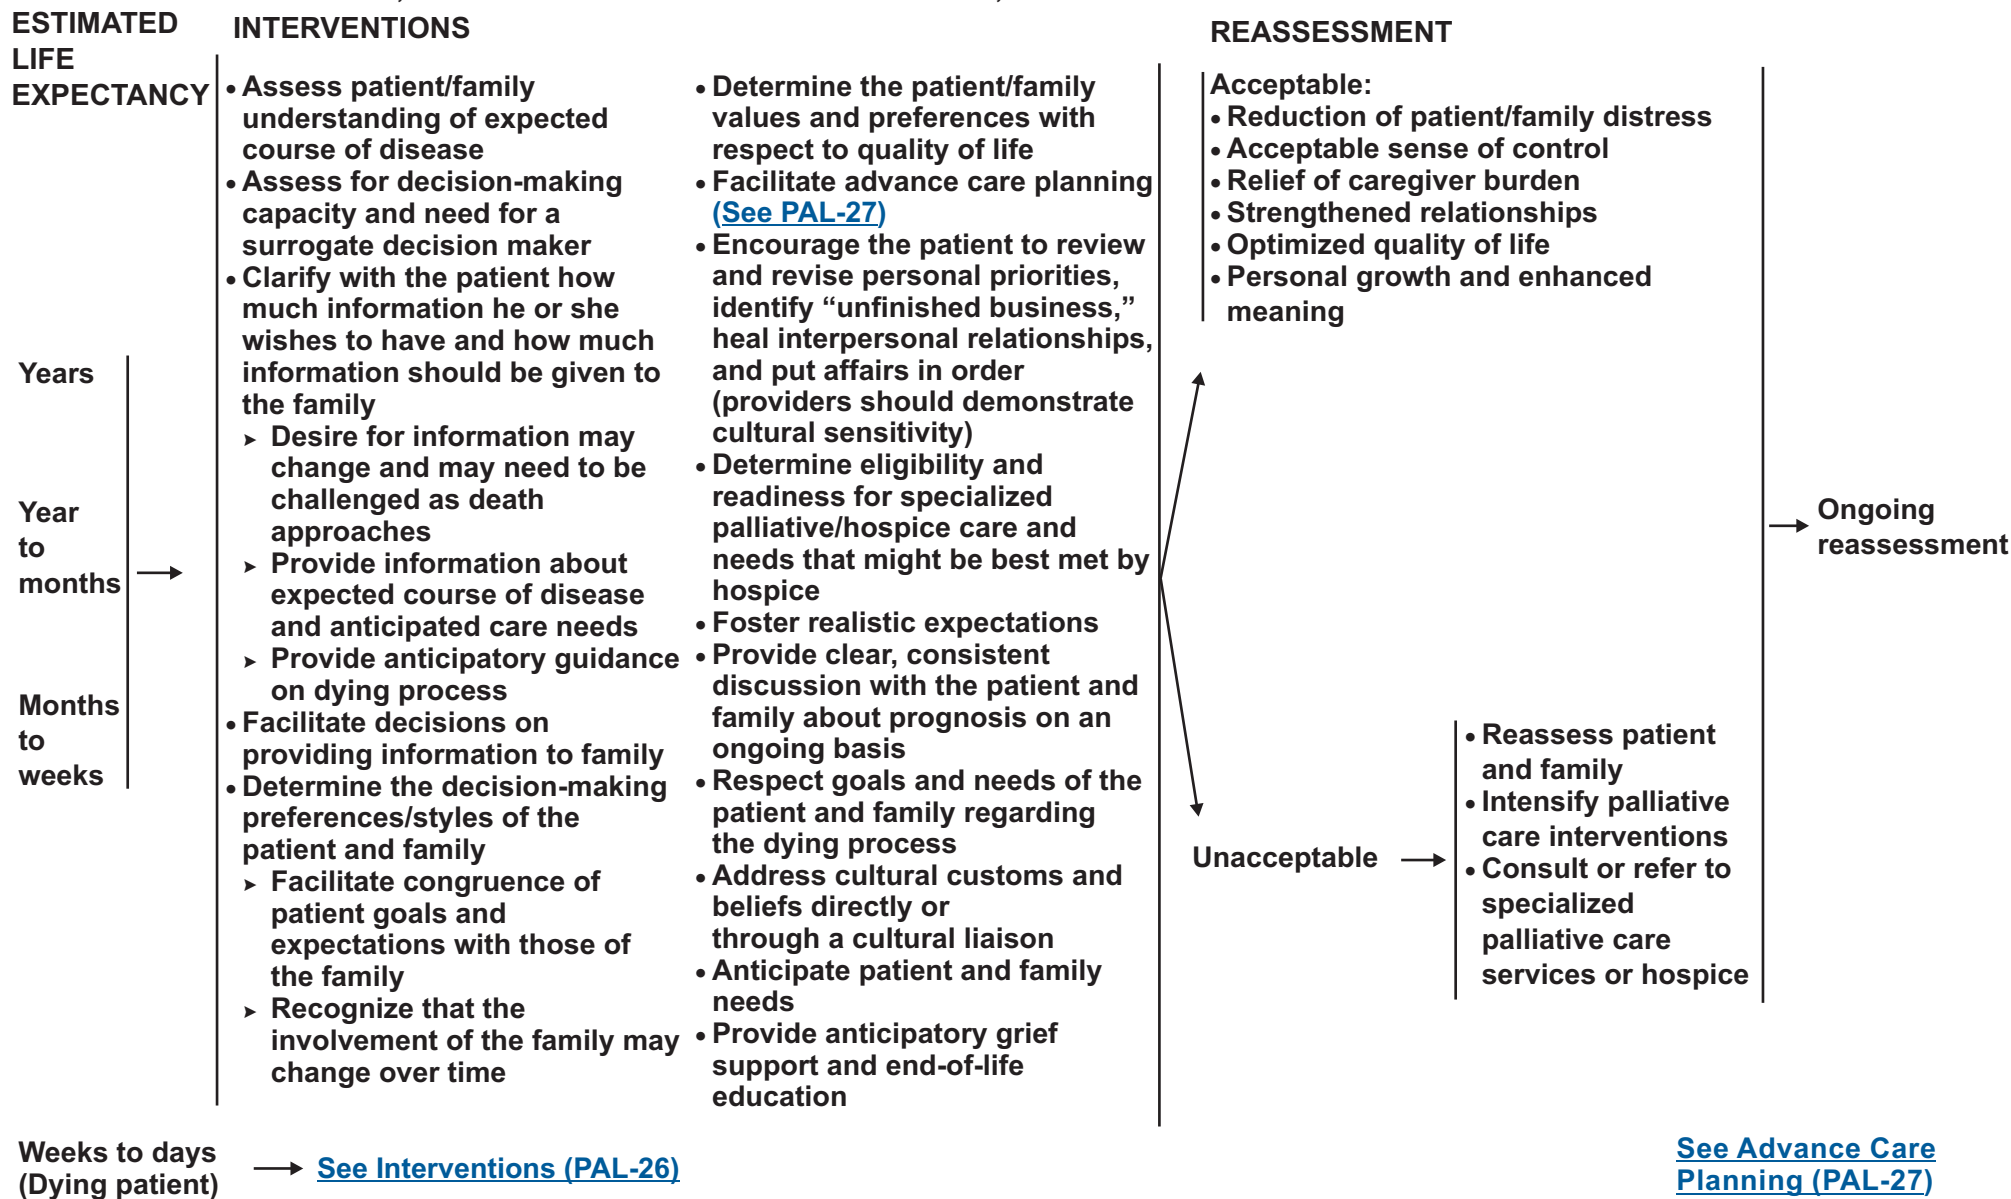 ESTIMATED
LIFE
EXPECTANCY
INTERVENTIONS
REASSESSMENT
Years
Year
to
months
Months
to
weeks
• Assess patient/family
understanding of expected
course of disease
• Assess for decision-making
capacity and need for a
surrogate decision maker
• Clarify with the patient how
much information he or she
wishes to have and how much
information should be given to
the family
➤ Desire for information may
change and may need to be
challenged as death
approaches
➤ Provide information about
expected course of disease
and anticipated care needs
➤ Provide anticipatory guidance
on dying process
• Facilitate decisions on
providing information to family
• Determine the decision-making
preferences/styles of the
patient and family
➤ Facilitate congruence of
patient goals and
expectations with those of
the family
➤ Recognize that the
involvement of the family may
change over time
• Determine the patient/family
values and preferences with
respect to quality of life
• Facilitate advance care planning
(See PAL-27)
• Encourage the patient to review
and revise personal priorities,
identify “unfinished business,”
heal interpersonal relationships,
and put affairs in order
(providers should demonstrate
cultural sensitivity)
• Determine eligibility and
readiness for specialized
palliative/hospice care and
needs that might be best met by
hospice
• Foster realistic expectations
• Provide clear, consistent
discussion with the patient and
family about prognosis on an
ongoing basis
• Respect goals and needs of the
patient and family regarding
the dying process
• Address cultural customs and
beliefs directly or
through a cultural liaison
• Anticipate patient and family
needs
• Provide anticipatory grief
support and end-of-life
education
Acceptable:
• Reduction of patient/family distress
• Acceptable sense of control
• Relief of caregiver burden
• Strengthened relationships
• Optimized quality of life
• Personal growth and enhanced
meaning
Unacceptable
• Reassess patient
and family
• Intensify palliative
care interventions
• Consult or refer to
specialized
palliative care
services or hospice
Ongoing
reassessment
Weeks to days
(Dying patient)
See Interventions (PAL-26)
See Advance Care
Planning (PAL-27)